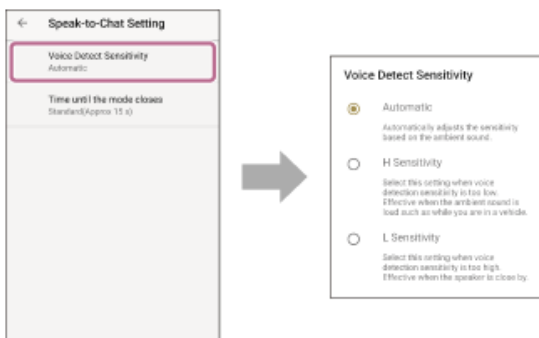 Speak-to-Chat Setting
Voice Detect Sensitivity
Automatic
Time until the mode closes
Standard(Approx 15 s)
Voice Detect Sensitivity
Automatic
Automatically adjusts the sensitivity
based on the ambient sound.
H Sensitivity
Select this setting when voice
detection sensitivity is too low.
Effective when the ambient sound is
loud such as while you are in a vehicle.
L Sensitivity
Select this setting when voice
detection sensitivity is too high.
Effective when the speaker is close by.